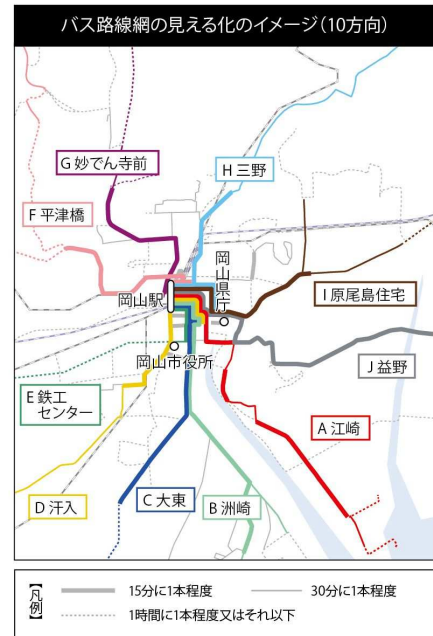 バス路線網の見える化のイメージ(10方向)
G 妙でん寺前
H 三野
F 平津橋
岡山県庁
岡山駅
I 原尾島住宅
岡山市役所
J 益野
E 鉄工
センター
A 江崎
D 汗入
C 大東
B 洲崎
【凡例】
15分に1本程度
30分に1本程度
1時間に1本程度又はそれ以下